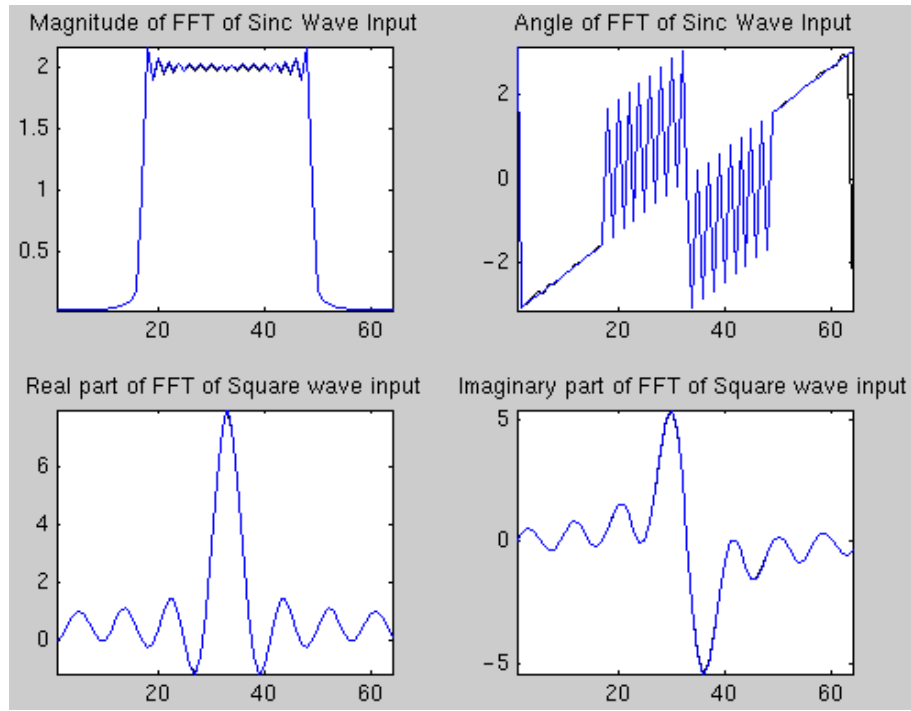 Magnitude of FFT of Sinc Wave Input
2
1.5
1
0.5
20 40 60
Angle of FFT of Sinc Wave Input
2
0
-2
20 40 60
Real part of FFT of Square wave input
6
4
2
0
20 40 60
Imaginary part of FFT of Square wave input
5
0
-5
20 40 60